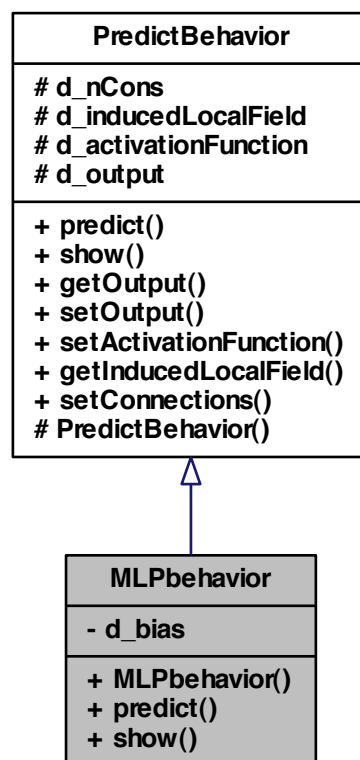 PredictBehavior
# d_nCons
# d_inducedLocalField
# d_activationFunction
# d_output
+ predict()
+ show()
+ getOutput()
+ setOutput()
+ setActivationFunction()
+ getInducedLocalField()
+ setConnections()
# PredictBehavior()
MLPbehavior
- d_bias
+ MLPbehavior()
+ predict()
+ show()